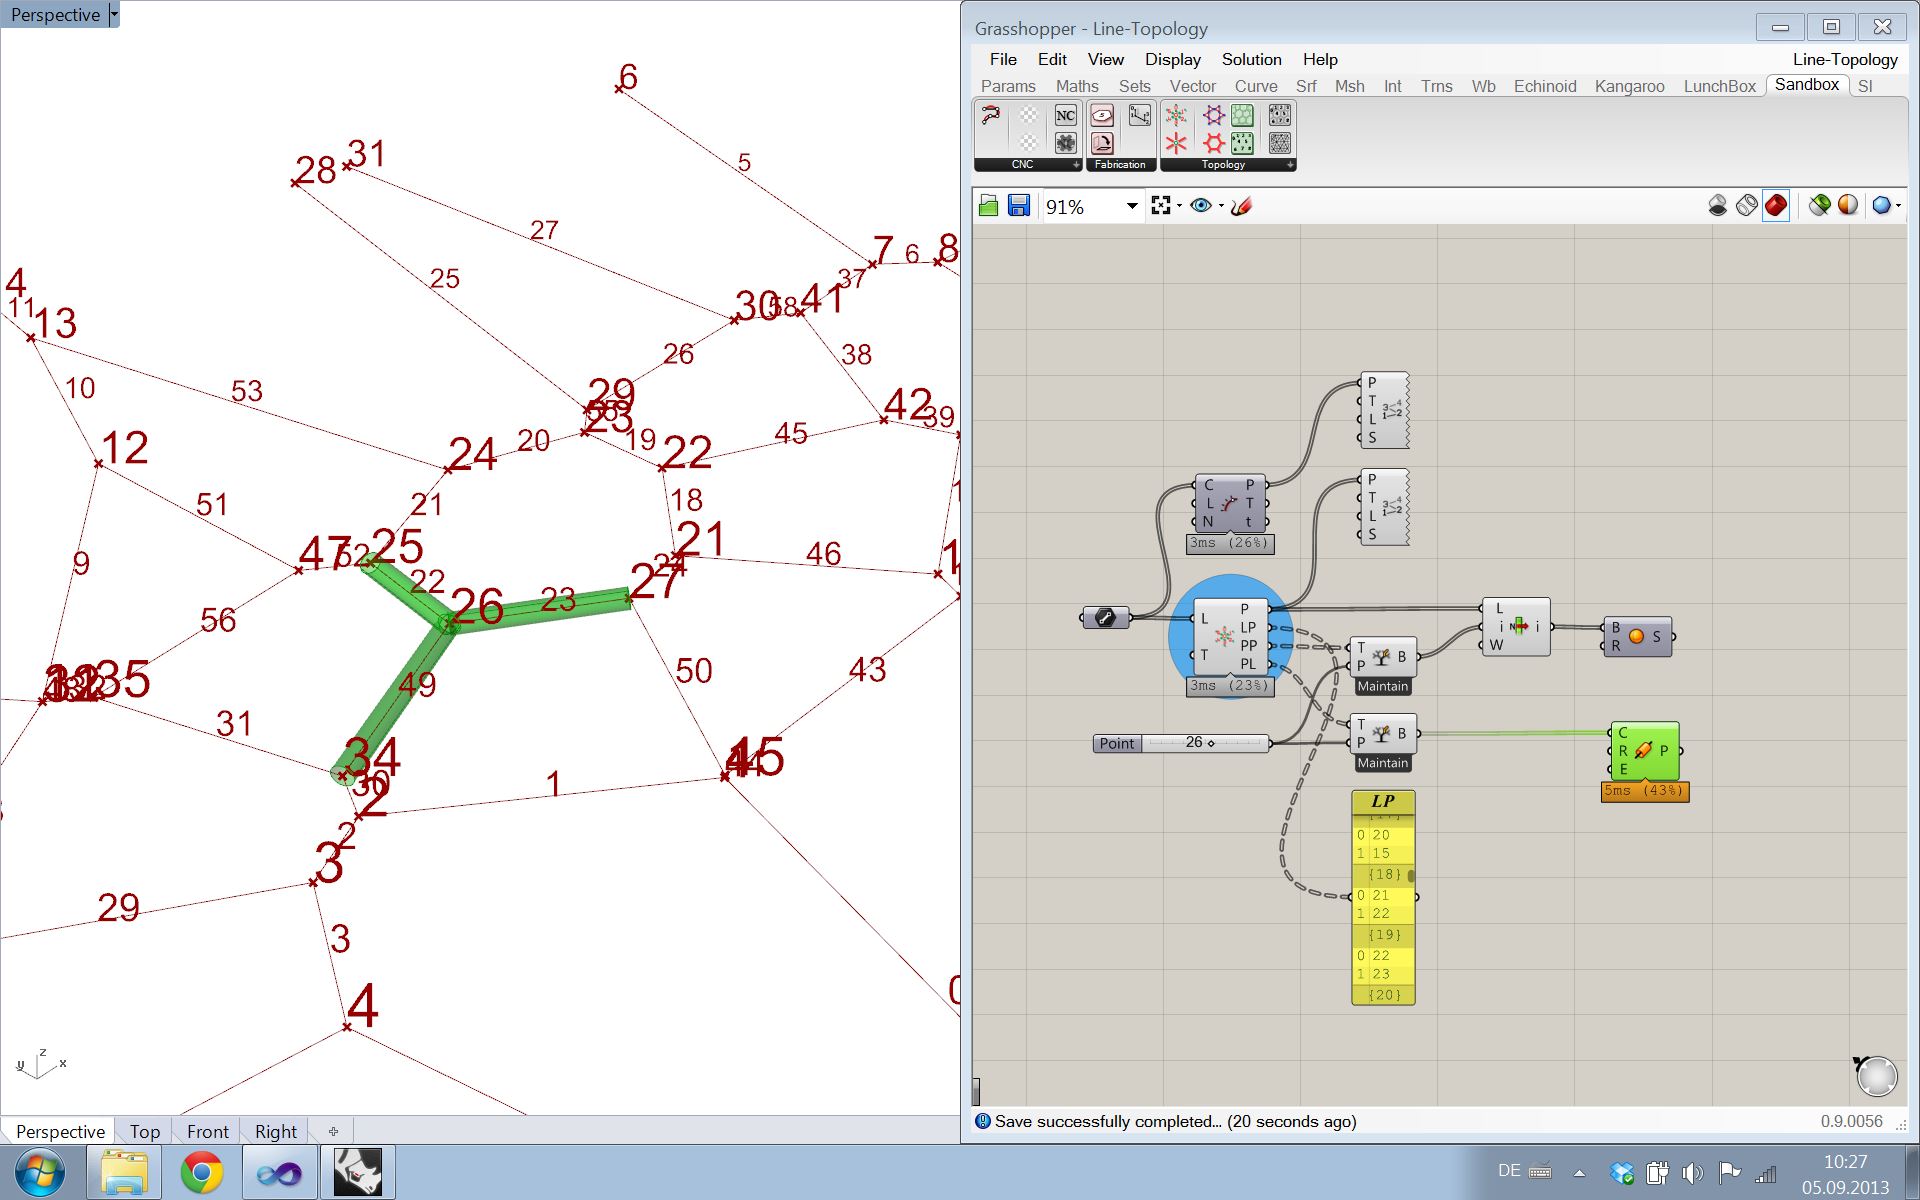 Perspective
6
5
31
28
27
25
7
6
8
37
4
11
13
30
58
41
26
38
10
53
29
23
42
39
12
24
20
19
22
45
51
21
18
47
52
25
21
46
9
22
27
26
23
56
35
49
50
43
31
34
30
45
1
2
2
3
29
3
4
z
y
x
Perspective
Top
Front
Right
Grasshopper - Line-Topology
File Edit View Display Solution Help
Line-Topology
Params Maths Sets Vector Curve Srf Msh Int Trns Wb Echinoid Kangaroo LunchBox Sandbox SI
NC
CNC
Fabrication
Topology
91%
P
T
L
S
P
T
L
S
C P
L T
N t
3ms (26%)
L P
LP
PP
T PL
3ms (23%)
T B
P
Maintain
L
i i
W
B S
R
Point 26
T B
P
Maintain
C
R P
E
5ms (43%)
LP
0 20
1 15
{18}
0 21
1 22
{19}
0 22
1 23
{20}
Save successfully completed... (20 seconds ago)
0.9.0056
DE
10:27
05.09.2013